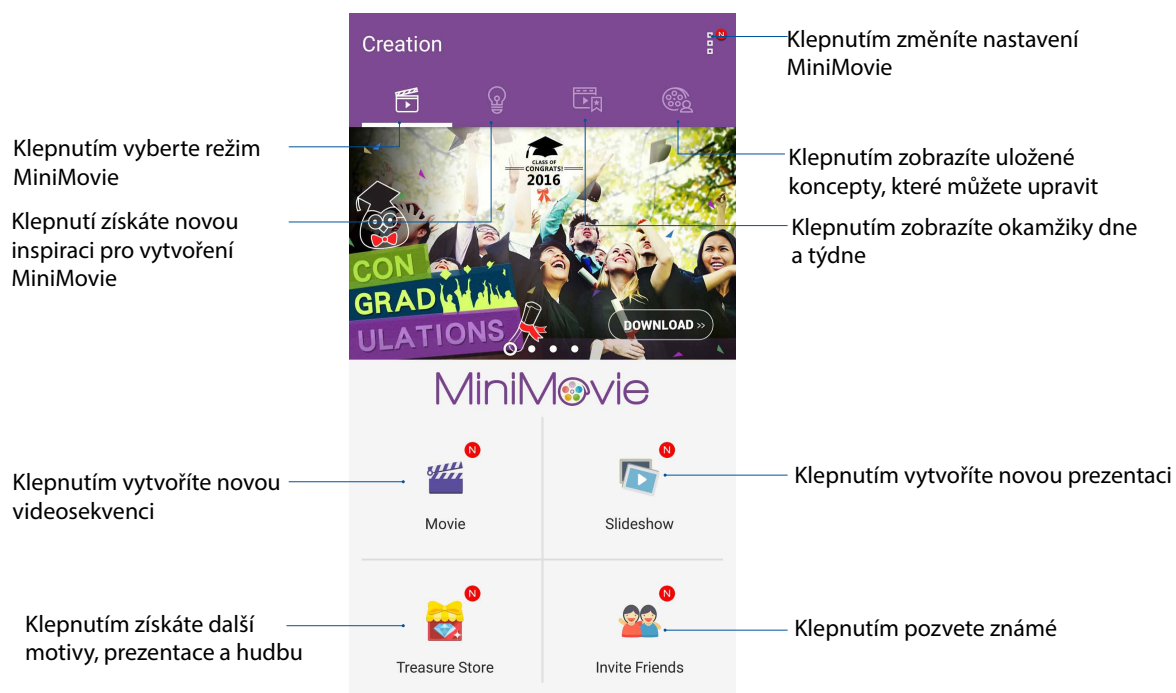 Creation
N
Klepnutím změníte nastavení
MiniMovie
Klepnutím vyberte režim
MiniMovie
Klepnutí získáte novou
inspiraci pro vytvoření
MiniMovie
Klepnutím zobrazíte uložené
koncepty, které můžete upravit
Klepnutím zobrazíte okamžiky dne
a týdne
CLASS OF
CONGRATS!
2016
CON
GRAD
ULATIONS
DOWNLOAD >>
MiniMovie
Klepnutím vytvoříte novou
videosekvenci
N
Movie
N
Slideshow
Klepnutím vytvoříte novou prezentaci
Klepnutím získáte další
motivy, prezentace a hudbu
N
Treasure Store
N
Invite Friends
Klepnutím pozvete známé